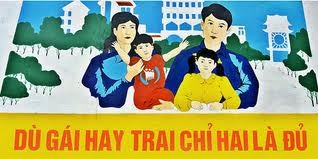 DÙ GÁI HAY TRAI CHỈ HAI LÀ ĐỦ